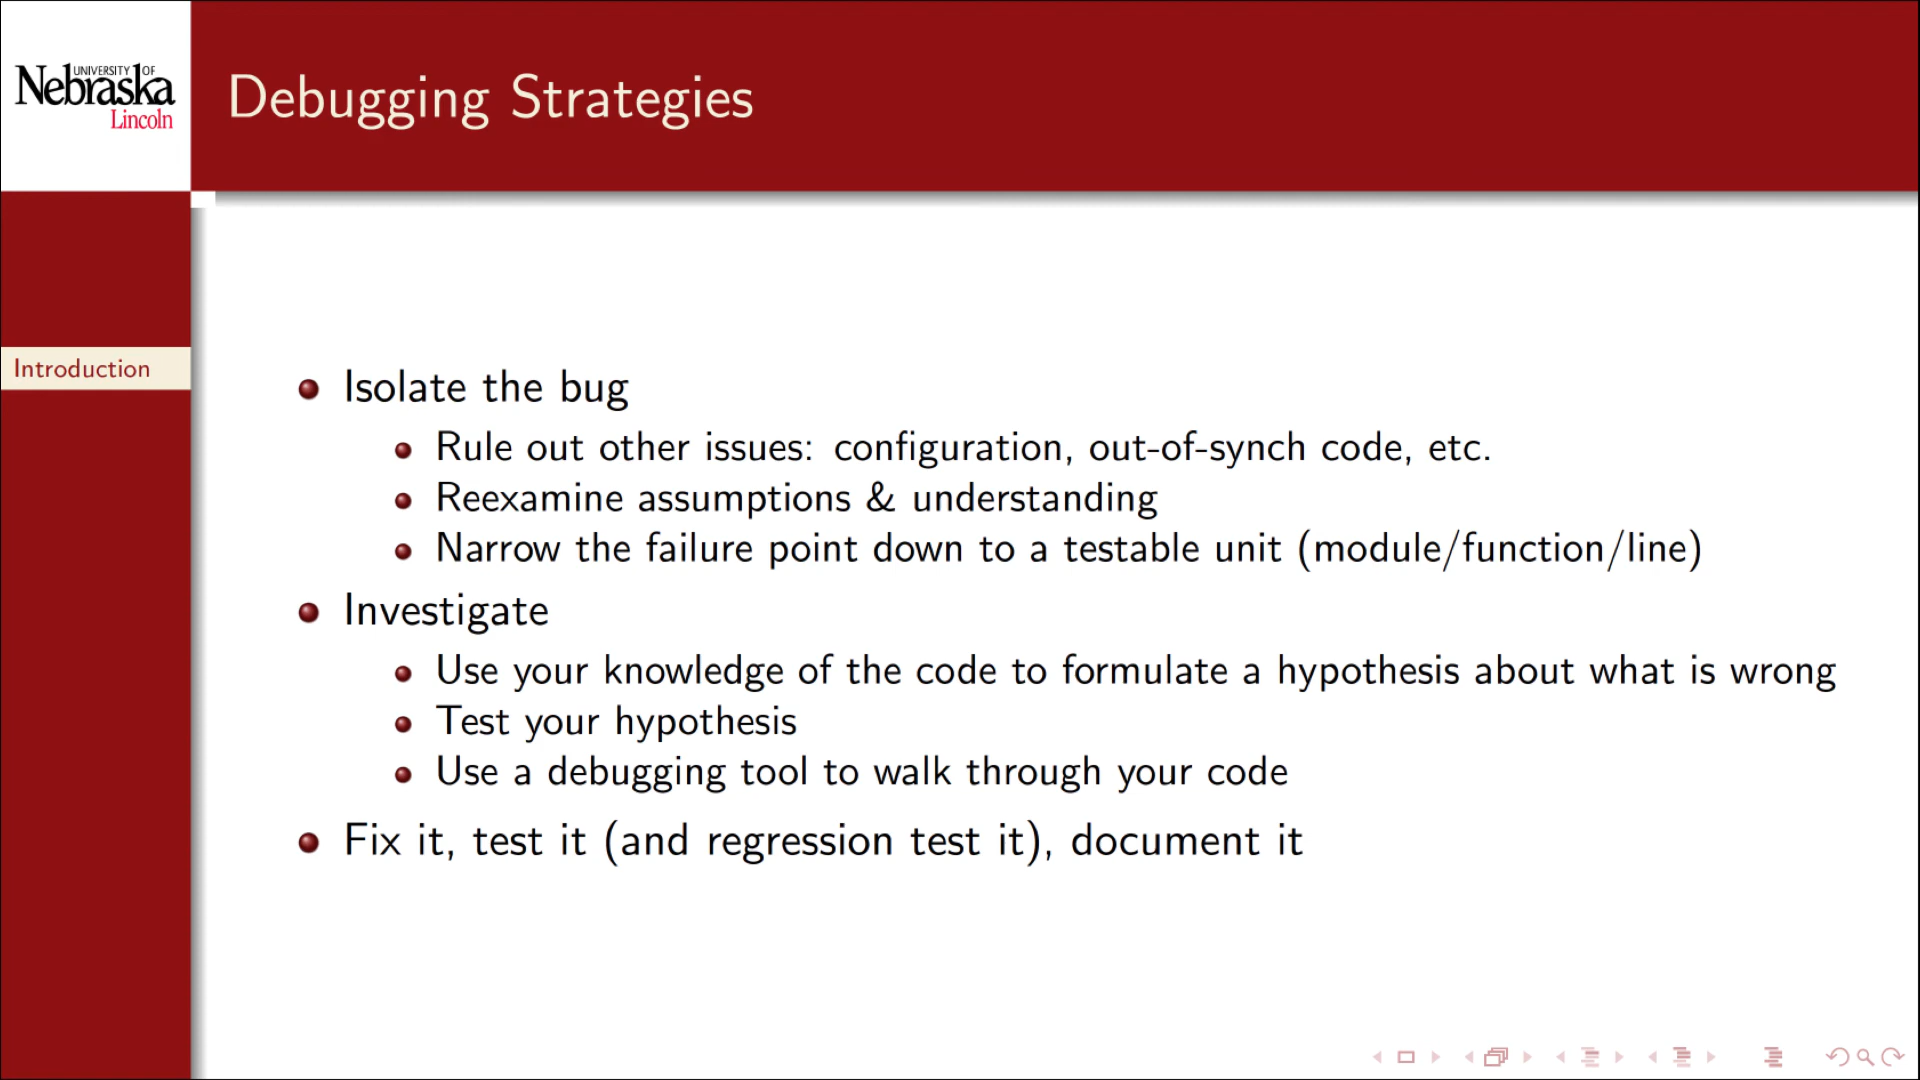 UNIVERSITY OF
Nebraska
Lincoln
Debugging Strategies
Introduction
Isolate the bug
Rule out other issues: configuration, out-of-synch code, etc.
Reexamine assumptions & understanding
Narrow the failure point down to a testable unit (module/function/line)
Investigate
Use your knowledge of the code to formulate a hypothesis about what is wrong
Test your hypothesis
Use a debugging tool to walk through your code
Fix it, test it (and regression test it), document it